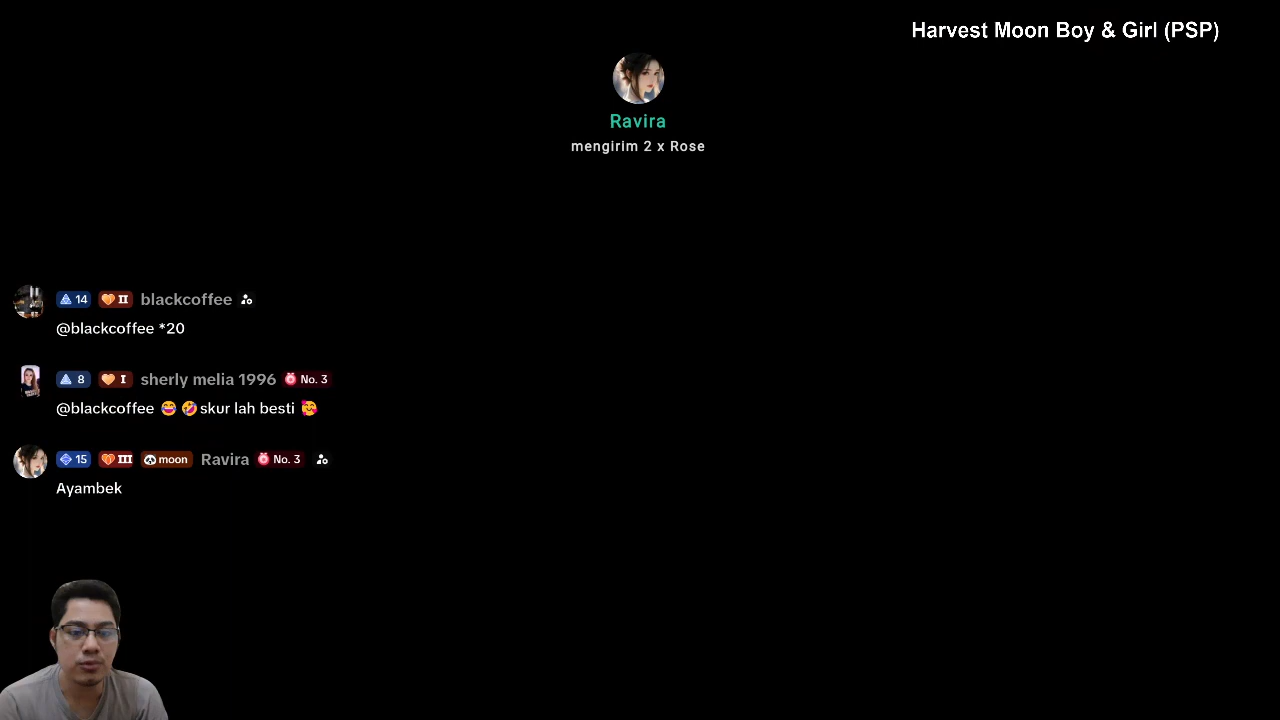 Harvest Moon Boy & Girl (PSP)
Ravira
mengirim 2 x Rose
14 II blackcoffee
@blackcoffee *20
8 I sherly melia 1996 No. 3
@blackcoffee 😂 🤣 skur lah besti 🥰
15 III moon Ravira No. 3
Ayambek